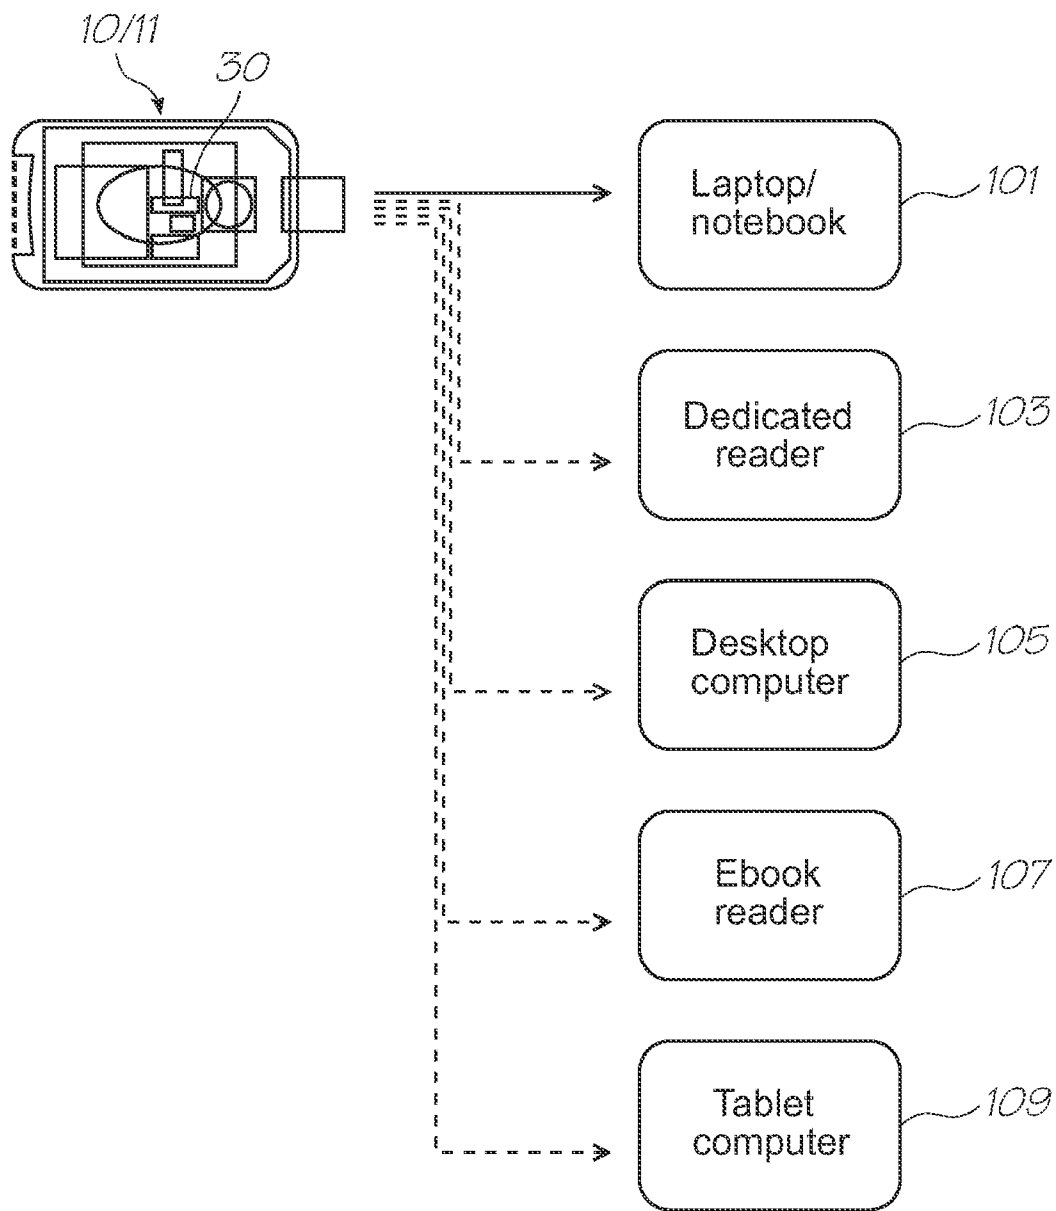 10/11
30
Laptop/
notebook
101
Dedicated
reader
103
Desktop
computer
105
Ebook
reader
107
Tablet
computer
109